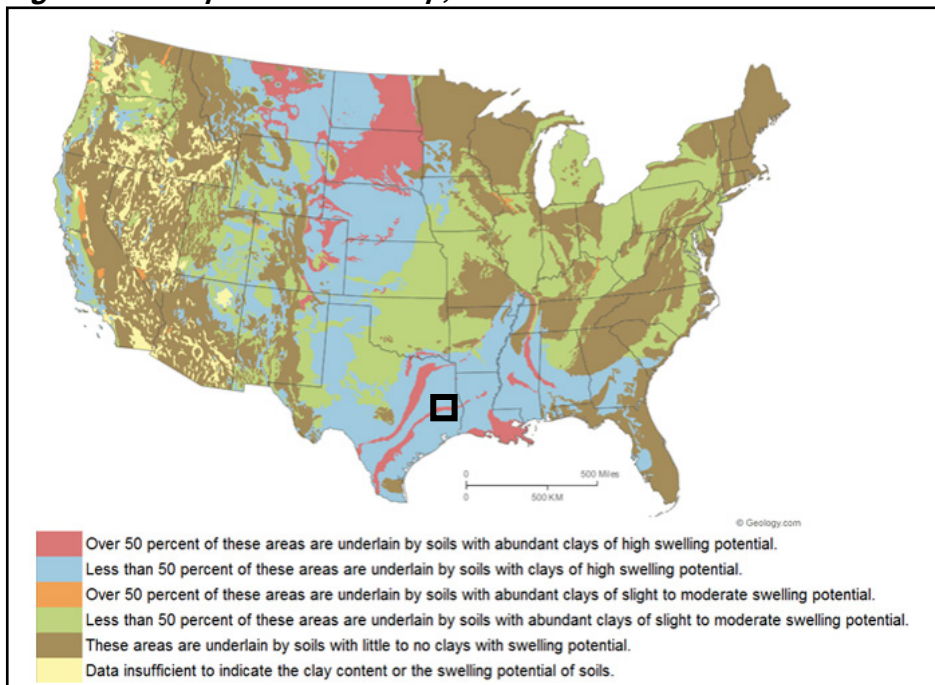 0 500 Miles
0 500 KM
© Geology.com
Over 50 percent of these areas are underlain by soils with abundant clays of high swelling potential.
Less than 50 percent of these areas are underlain by soils with clays of high swelling potential.
Over 50 percent of these areas are underlain by soils with abundant clays of slight to moderate swelling potential.
Less than 50 percent of these areas are underlain by soils with abundant clays of slight to moderate swelling potential.
These areas are underlain by soils with little to no clays with swelling potential.
Data insufficient to indicate the clay content or the swelling potential of soils.